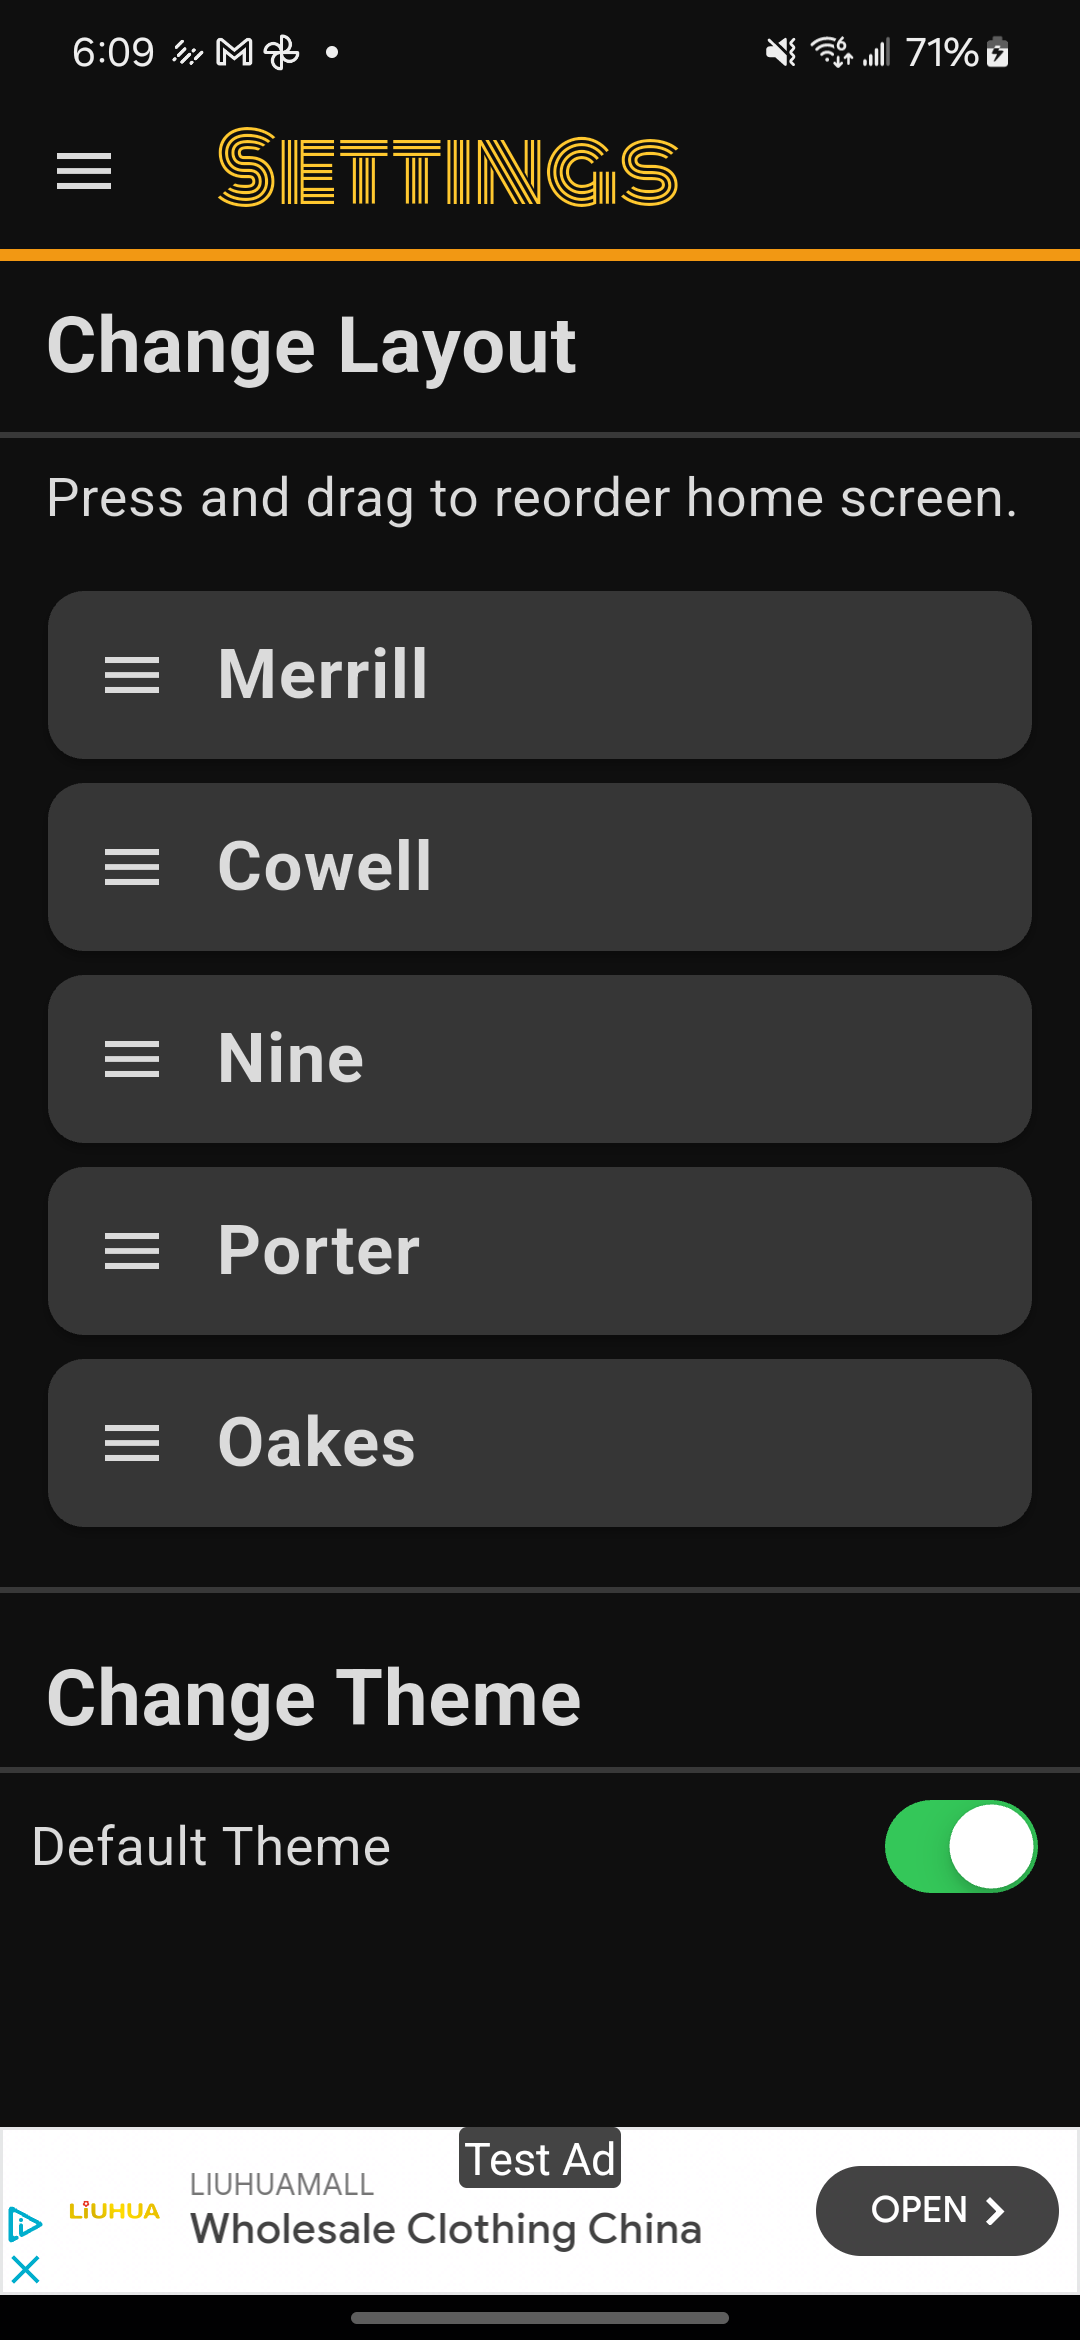 6:09 71%
Settings
Change Layout
Press and drag to reorder home screen.
Merrill
Cowell
Nine
Porter
Oakes
Change Theme
Default Theme
Test Ad
LIUHUAMALL
LiUHUA
Wholesale Clothing China
OPEN